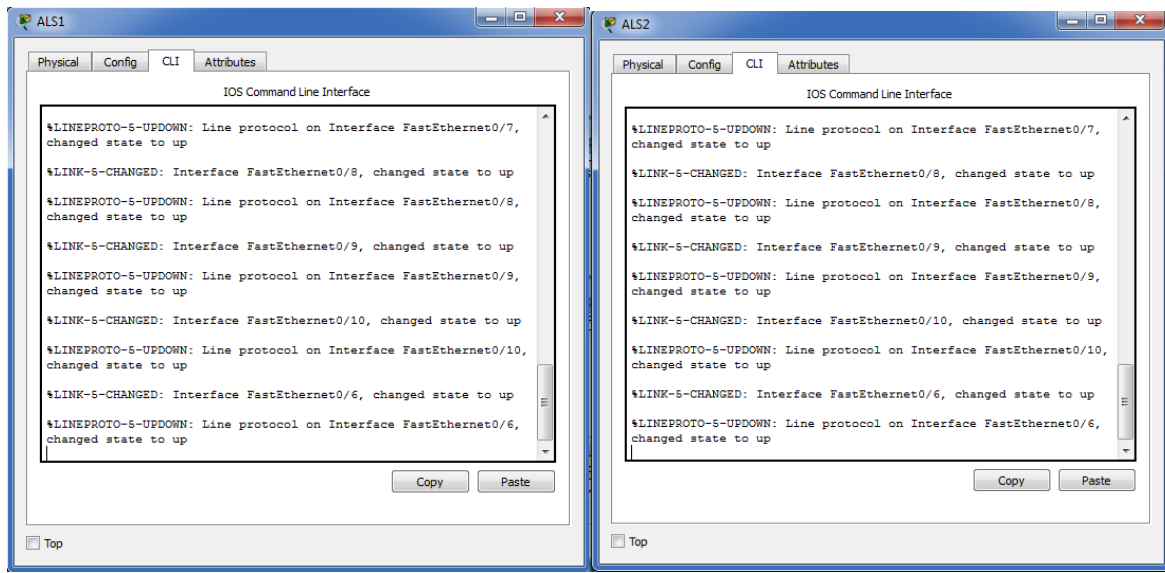 ALS1
Physical Config CLI Attributes
IOS Command Line Interface
%LINEPROTO-5-UPDOWN: Line protocol on Interface FastEthernet0/7,
changed state to up
%LINK-5-CHANGED: Interface FastEthernet0/8, changed state to up
%LINEPROTO-5-UPDOWN: Line protocol on Interface FastEthernet0/8,
changed state to up
%LINK-5-CHANGED: Interface FastEthernet0/9, changed state to up
%LINEPROTO-5-UPDOWN: Line protocol on Interface FastEthernet0/9,
changed state to up
%LINK-5-CHANGED: Interface FastEthernet0/10, changed state to up
%LINEPROTO-5-UPDOWN: Line protocol on Interface FastEthernet0/10,
changed state to up
%LINK-5-CHANGED: Interface FastEthernet0/6, changed state to up
%LINEPROTO-5-UPDOWN: Line protocol on Interface FastEthernet0/6,
changed state to up
Copy Paste
Top
ALS2
Physical Config CLI Attributes
IOS Command Line Interface
%LINEPROTO-5-UPDOWN: Line protocol on Interface FastEthernet0/7,
changed state to up
%LINK-5-CHANGED: Interface FastEthernet0/8, changed state to up
%LINEPROTO-5-UPDOWN: Line protocol on Interface FastEthernet0/8,
changed state to up
%LINK-5-CHANGED: Interface FastEthernet0/9, changed state to up
%LINEPROTO-5-UPDOWN: Line protocol on Interface FastEthernet0/9,
changed state to up
%LINK-5-CHANGED: Interface FastEthernet0/10, changed state to up
%LINEPROTO-5-UPDOWN: Line protocol on Interface FastEthernet0/10,
changed state to up
%LINK-5-CHANGED: Interface FastEthernet0/6, changed state to up
%LINEPROTO-5-UPDOWN: Line protocol on Interface FastEthernet0/6,
changed state to up
Copy Paste
Top